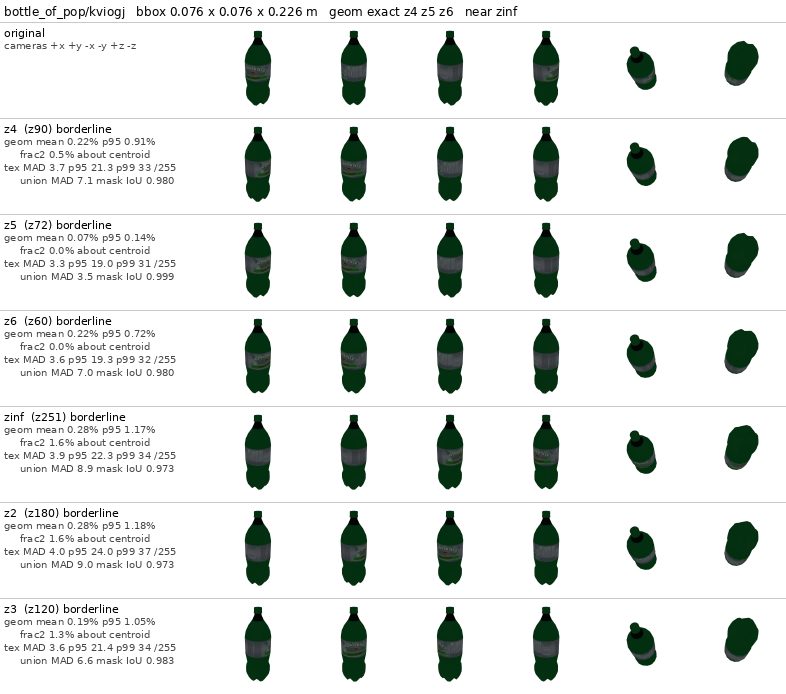 bottle_of_pop/kviogj bbox 0.076 x 0.076 x 0.226 m geom exact z4 z5 z6 near zinf
original
cameras +x +y -x -y +z -z
z4 (z90) borderline
geom mean 0.22% p95 0.91%
frac2 0.5% about centroid
tex MAD 3.7 p95 21.3 p99 33 /255
union MAD 7.1 mask IoU 0.980
z5 (z72) borderline
geom mean 0.07% p95 0.14%
frac2 0.0% about centroid
tex MAD 3.3 p95 19.0 p99 31 /255
union MAD 3.5 mask IoU 0.999
z6 (z60) borderline
geom mean 0.22% p95 0.72%
frac2 0.0% about centroid
tex MAD 3.6 p95 19.3 p99 32 /255
union MAD 7.0 mask IoU 0.980
zinf (z251) borderline
geom mean 0.28% p95 1.17%
frac2 1.6% about centroid
tex MAD 3.9 p95 22.3 p99 34 /255
union MAD 8.9 mask IoU 0.973
z2 (z180) borderline
geom mean 0.28% p95 1.18%
frac2 1.6% about centroid
tex MAD 4.0 p95 24.0 p99 37 /255
union MAD 9.0 mask IoU 0.973
z3 (z120) borderline
geom mean 0.19% p95 1.05%
frac2 1.3% about centroid
tex MAD 3.6 p95 21.4 p99 34 /255
union MAD 6.6 mask IoU 0.983